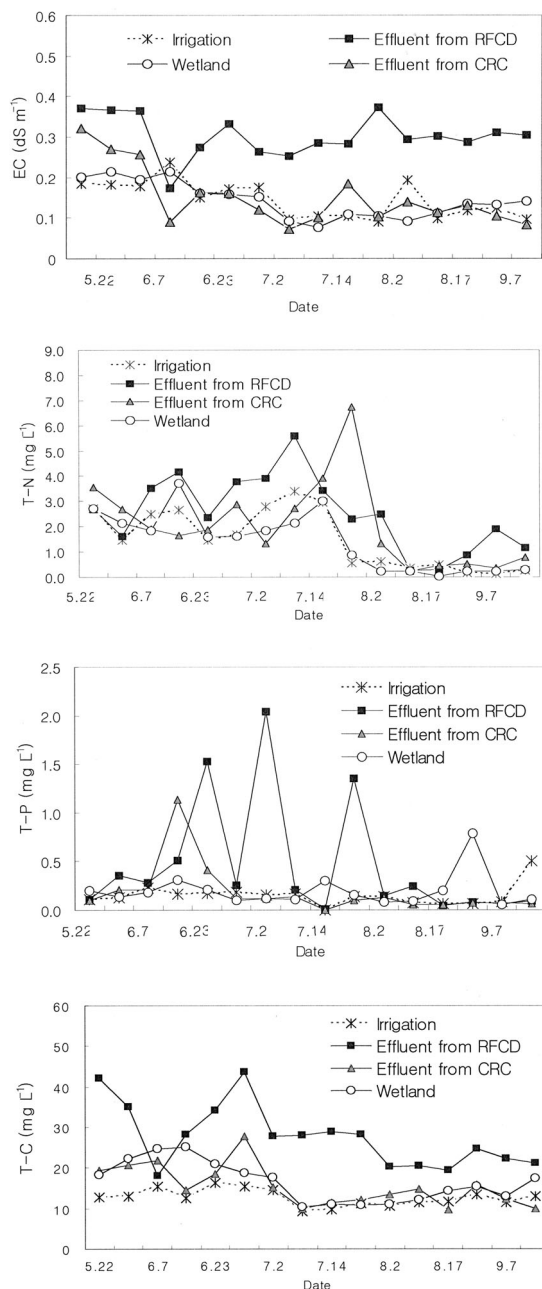 0.6
0.5
0.4
0.3
0.2
0.1
0
EC (dS m⁻¹)
Irrigation
Effluent from RFCD
Wetland
Effluent from CRC
5.22 6.7 6.23 7.2 7.14 8.2 8.17 9.7
Date
9.0
8.0
7.0
6.0
5.0
4.0
3.0
2.0
1.0
0.0
T-N (mg L⁻¹)
Irrigation
Effluent from RFCD
Effluent from CRC
Wetland
5.22 6.7 6.23 7.2 7.14 8.2 8.17 9.7
Date
2.5
2.0
1.5
1.0
0.5
0.0
T-P (mg L⁻¹)
Irrigation
Effluent from RFCD
Effluent from CRC
Wetland
5.22 6.7 6.23 7.2 7.14 8.2 8.17 9.7
Date
60
50
40
30
20
10
0
T-C (mg L⁻¹)
Irrigation
Effluent from RFCD
Effluent from CRC
Wetland
5.22 6.7 6.23 7.2 7.14 8.2 8.17 9.7
Date